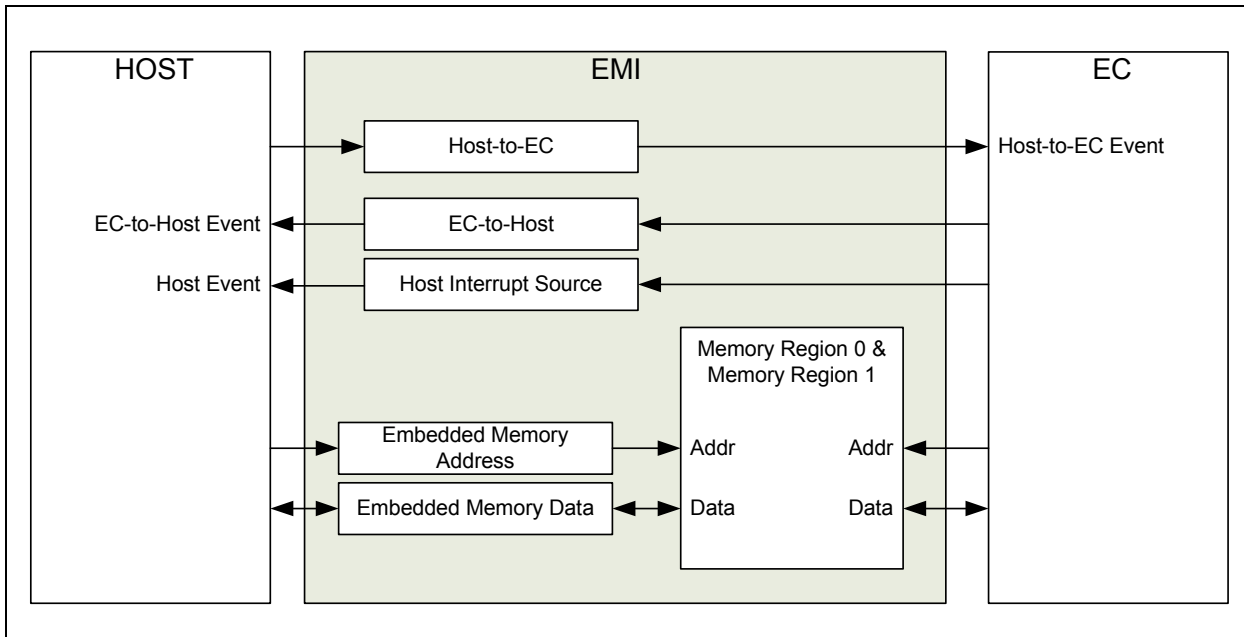 HOST
EMI
EC
Host-to-EC
Host-to-EC Event
EC-to-Host Event
EC-to-Host
Host Event
Host Interrupt Source
Memory Region 0 &
Memory Region 1
Embedded Memory
Address
Addr
Addr
Embedded Memory Data
Data
Data